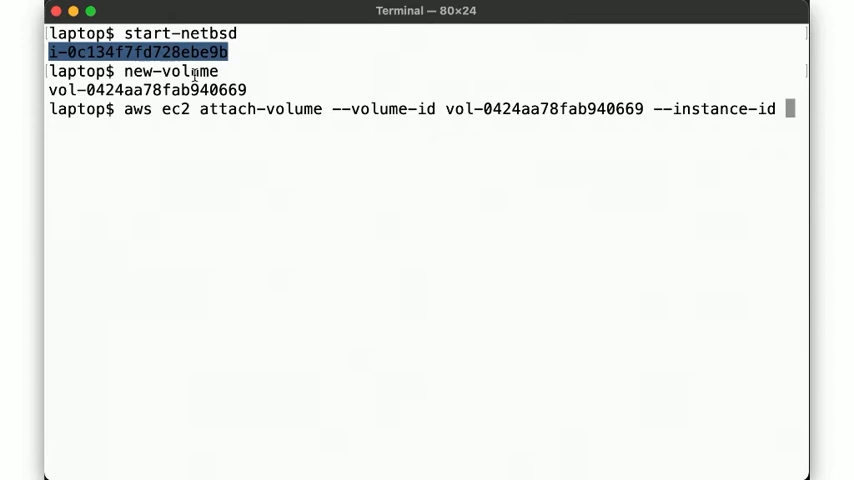 Terminal — 80×24
laptop$ start-netbsd
i-0c134f7fd728ebe9b
laptop$ new-volume
vol-0424aa78fab940669
laptop$ aws ec2 attach-volume --volume-id vol-0424aa78fab940669 --instance-id